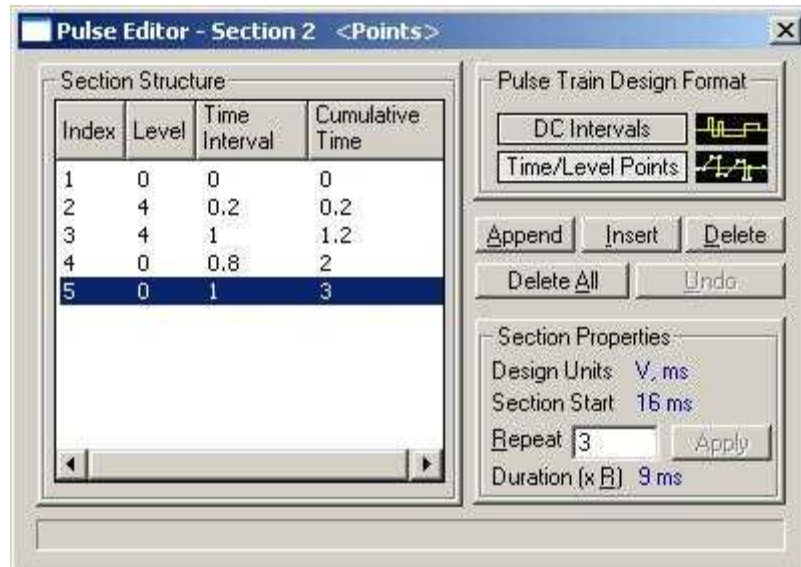 Pulse Editor - Section 2 <Points>
Section Structure
Index Level Time Interval Cumulative Time
1 0 0 0
2 4 0.2 0.2
3 4 1 1.2
4 0 0.8 2
5 0 1 3
Pulse Train Design Format
DC Intervals
Time/Level Points
Append Insert Delete
Delete All Undo
Section Properties
Design Units V, ms
Section Start 16 ms
Repeat 3 Apply
Duration (x R) 9 ms